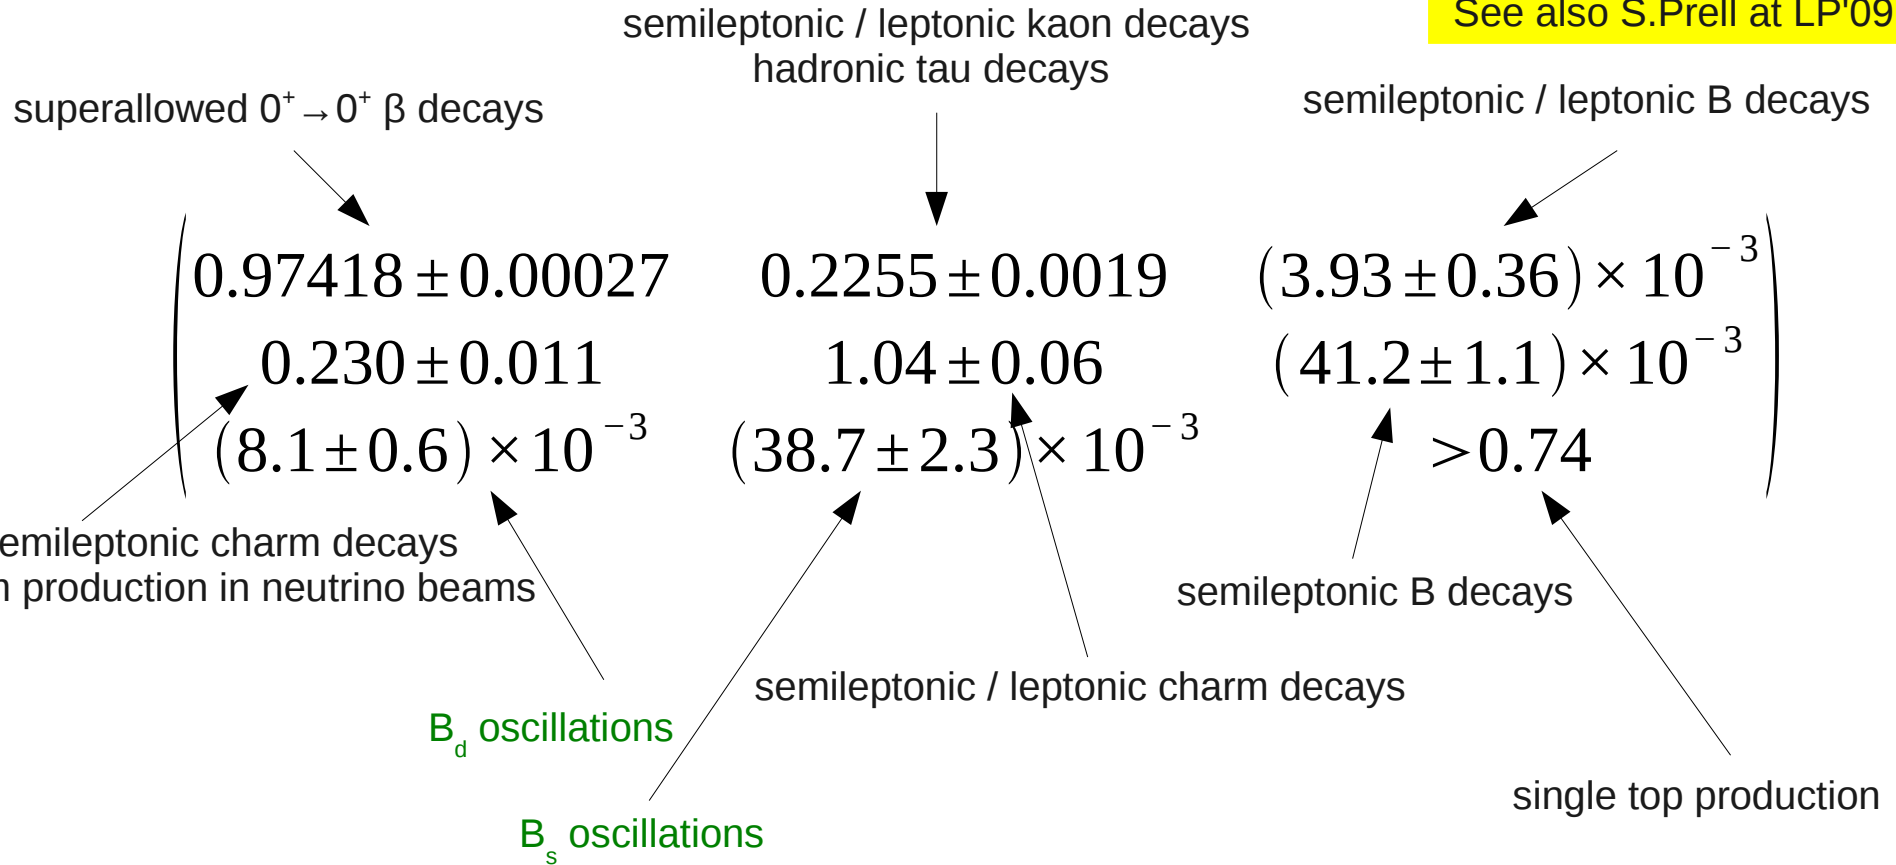 semileptonic / leptonic kaon decays
hadronic tau decays
See also S.Prell at LP'09
superallowed 0⁺→0⁺ β decays
semileptonic / leptonic B decays
0.97418 ± 0.00027 0.2255 ± 0.0019 (3.93 ± 0.36) × 10⁻³
0.230 ± 0.011 1.04 ± 0.06 (41.2 ± 1.1) × 10⁻³
(8.1 ± 0.6) × 10⁻³ (38.7 ± 2.3) × 10⁻³ >0.74
emileptonic charm decays
production in neutrino beams
semileptonic B decays
semileptonic / leptonic charm decays
B_d oscillations
single top production
B_s oscillations